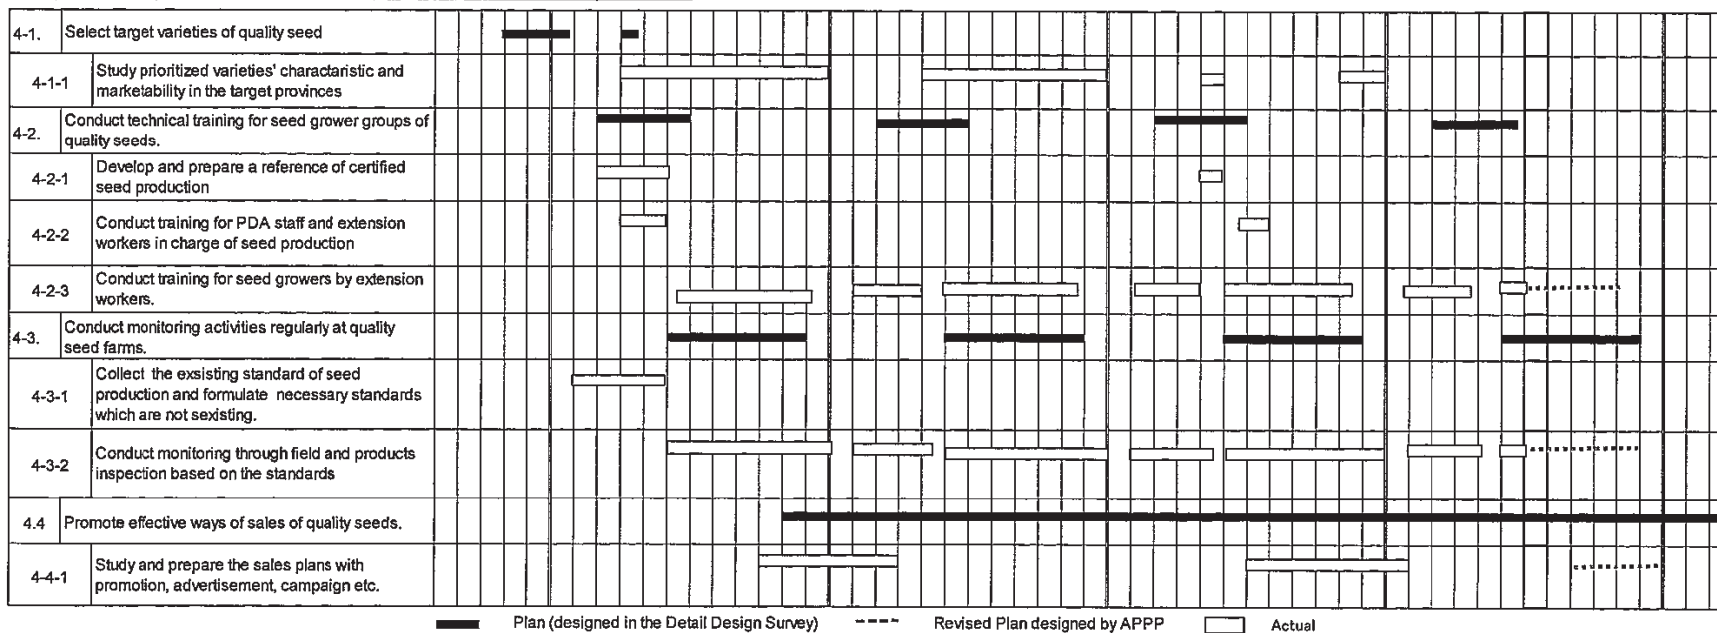 4-1. Select target varieties of quality seed
4-1-1 Study prioritized varieties' charactaristic and
marketability in the target provinces
4-2. Conduct technical training for seed grower groups of
quality seeds.
4-2-1 Develop and prepare a reference of certified
seed production
4-2-2 Conduct training for PDA staff and extension
workers in charge of seed production
4-2-3 Conduct training for seed growers by extension
workers.
4-3. Conduct monitoring activities regularly at quality
seed farms.
4-3-1 Collect the exsisting standard of seed
production and formulate necessary standards
which are not sexisting.
4-3-2 Conduct monitoring through field and products
inspection based on the standards
4.4 Promote effective ways of sales of quality seeds.
4-4-1 Study and prepare the sales plans with
promotion, advertisement, campaign etc.
Plan (designed in the Detail Design Survey) Revised Plan designed by APPP Actual